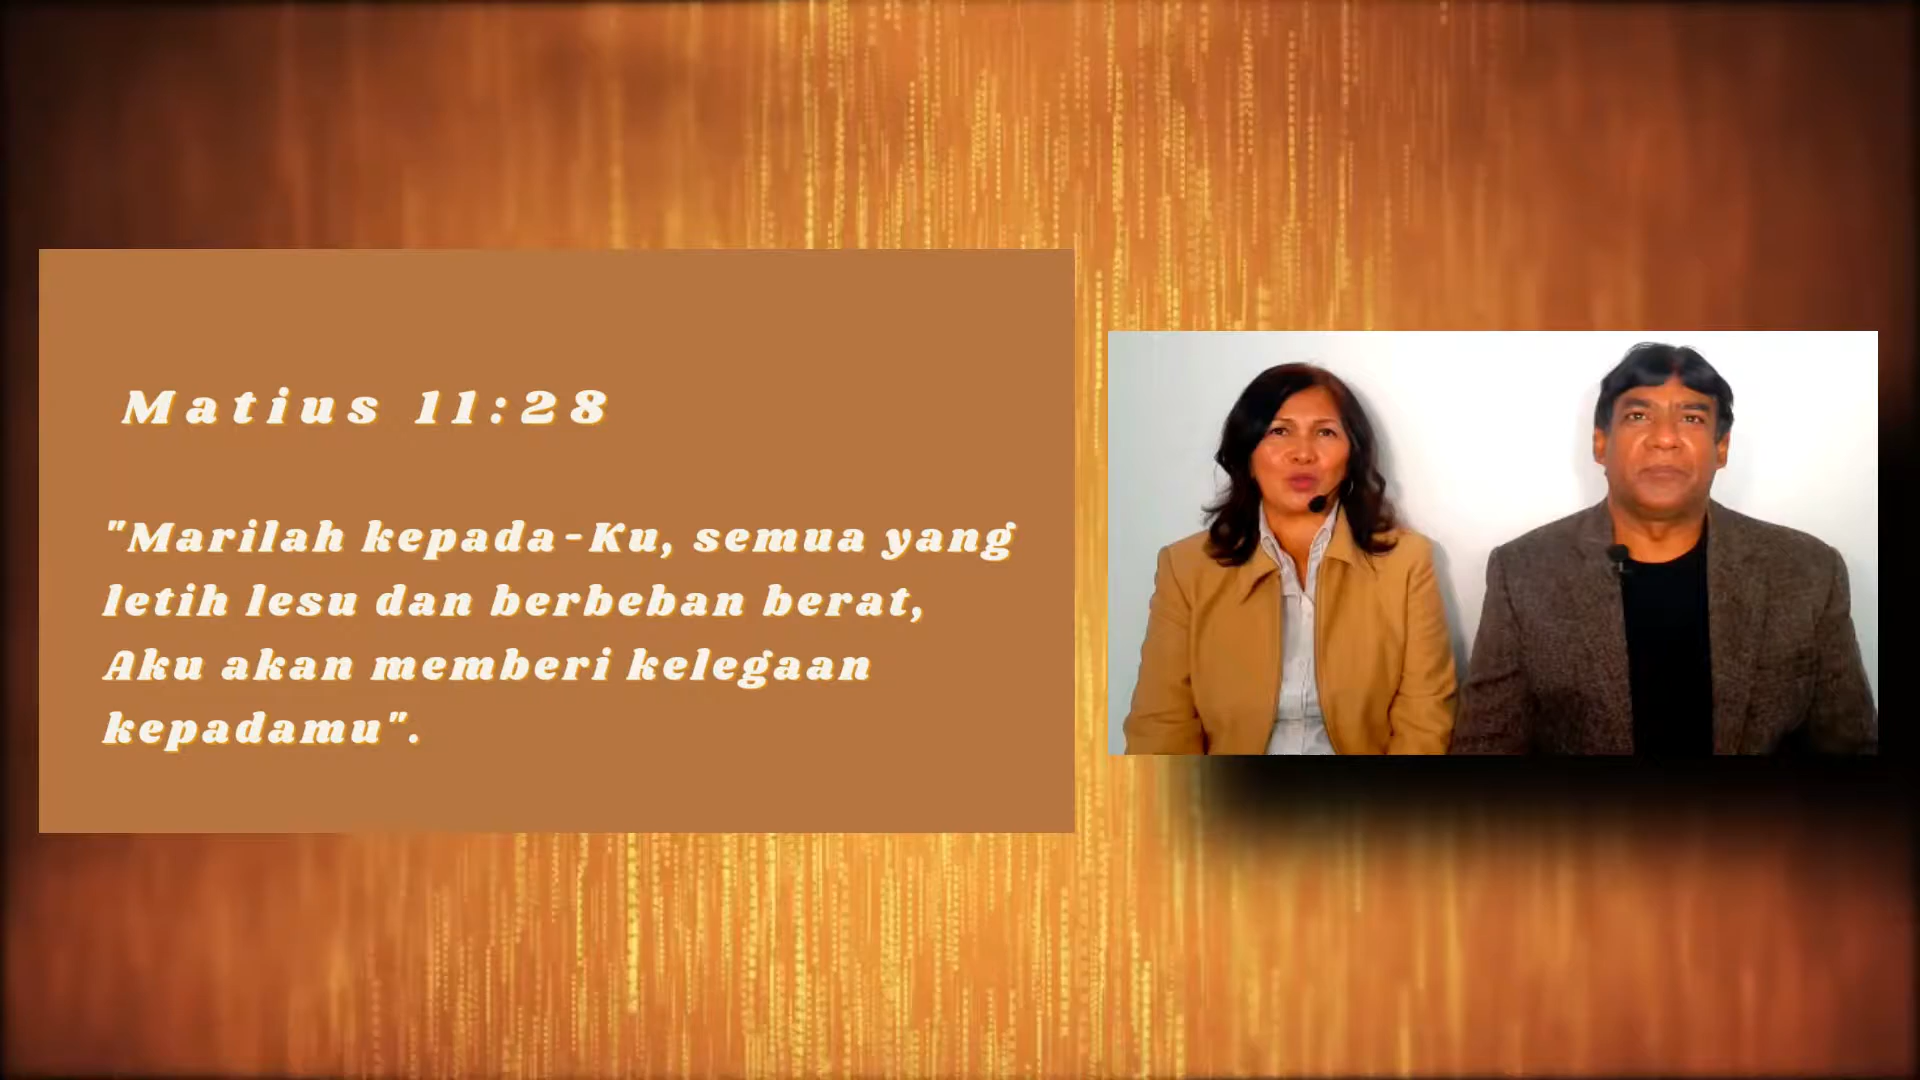 Matius 11:28
"Marilah kepada-Ku, semua yang
letih lesu dan berbeban berat,
Aku akan memberi kelegaan
kepadamu".